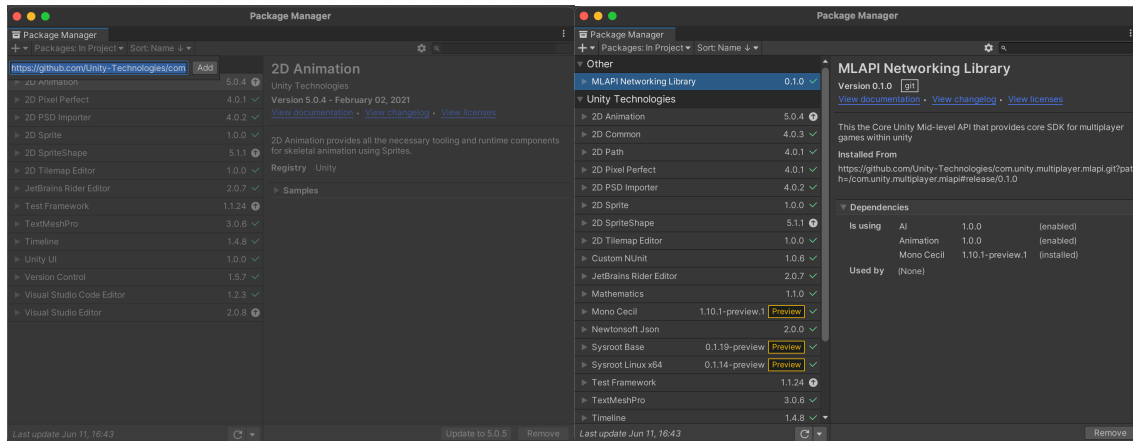 Package Manager
Package Manager
Packages: In Project Sort: Name ↓
https://github.com/Unity-Technologies/com Add
2D Animation 5.0.4
2D Pixel Perfect 4.0.1
2D PSD Importer 4.0.2
2D Sprite 1.0.0
2D SpriteShape 5.1.1
2D Tilemap Editor 1.0.0
JetBrains Rider Editor 2.0.7
Test Framework 1.1.24
TextMeshPro 3.0.6
Timeline 1.4.8
Unity UI 1.0.0
Version Control 1.5.7
Visual Studio Code Editor 1.2.3
Visual Studio Editor 2.0.8
Last update Jun 11, 16:43
2D Animation
Unity Technologies
Version 5.0.4 - February 02, 2021
View documentation • View changelog • View licenses
2D Animation provides all the necessary tooling and runtime components
for skeletal animation using Sprites.
Registry Unity
Samples
Update to 5.0.5 Remove
Package Manager
Package Manager
Packages: In Project Sort: Name ↓
Other
MLAPI Networking Library 0.1.0
Unity Technologies
2D Animation 5.0.4
2D Common 4.0.3
2D Path 4.0.1
2D Pixel Perfect 4.0.1
2D PSD Importer 4.0.2
2D Sprite 1.0.0
2D SpriteShape 5.1.1
2D Tilemap Editor 1.0.0
Custom NUnit 1.0.6
JetBrains Rider Editor 2.0.7
Mathematics 1.1.0
Mono Cecil 1.10.1-preview.1 Preview
Newtonsoft Json 2.0.0
Sysroot Base 0.1.19-preview Preview
Sysroot Linux x64 0.1.14-preview Preview
Test Framework 1.1.24
TextMeshPro 3.0.6
Timeline 1.4.8
Last update Jun 11, 16:43
MLAPI Networking Library
Version 0.1.0 git
View documentation • View changelog • View licenses
This the Core Unity Mid-level API that provides core SDK for multiplayer
games within unity
Installed From
https://github.com/Unity-Technologies/com.unity.multiplayer.mlapi.git?pat
h=/com.unity.multiplayer.mlapi#release/0.1.0
Dependencies
Is using AI 1.0.0 (enabled)
Animation 1.0.0 (enabled)
Mono Cecil 1.10.1-preview.1 (installed)
Used by (None)
Remove